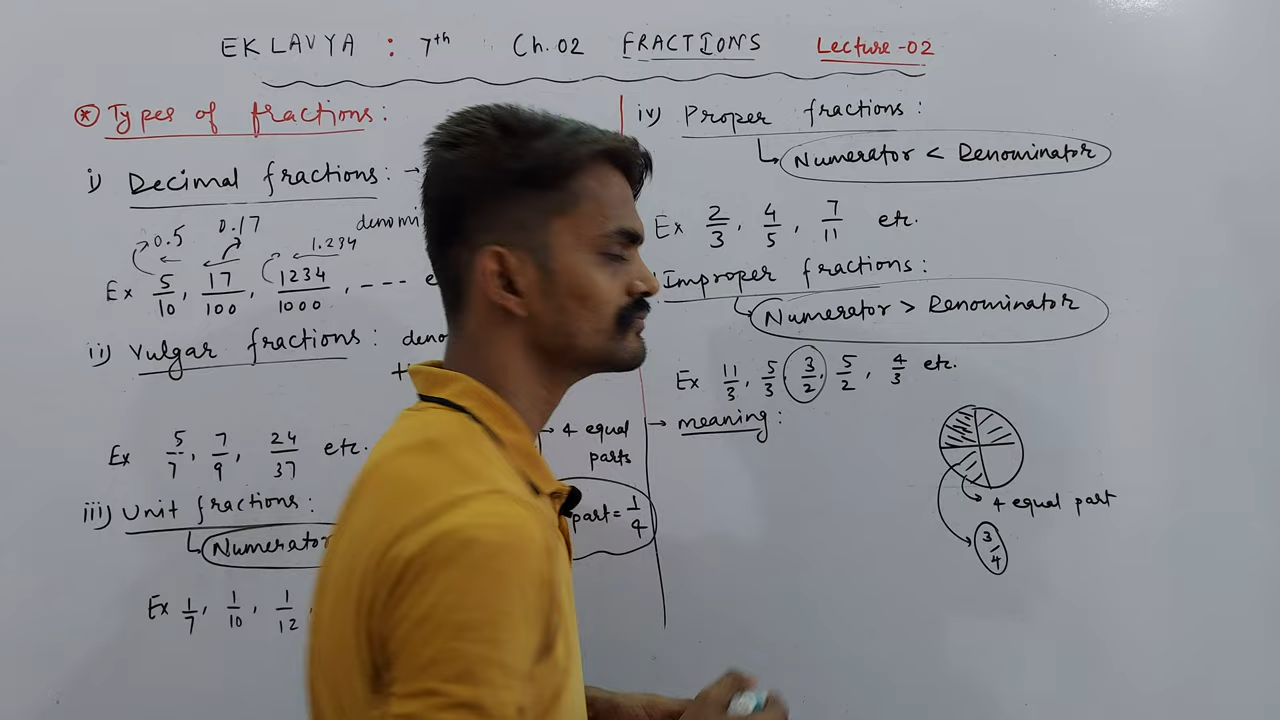 EKLAVYA : 7th Ch. 02 FRACTIONS Lecture-02
* Types of fractions:
i) Decimal fractions: →
0.5 0.17 1.234
Ex 5/10, 17/100, 1234/1000, ---
ii) Vulgar fractions:
Ex 5/7, 7/9, 24/37 etc.
iii) Unit fractions:
Numerator
Ex 1/7, 1/10, 1/12
→ 4 equal
parts
part = 1/4
iv) Proper fractions:
Numerator < Denominator
Ex 2/3, 4/5, 7/11 etc.
Improper fractions:
Numerator > Denominator
Ex 11/3, 5/3, 3/2, 5/2, 4/3 etc.
→ meaning:
4 equal part
3/4